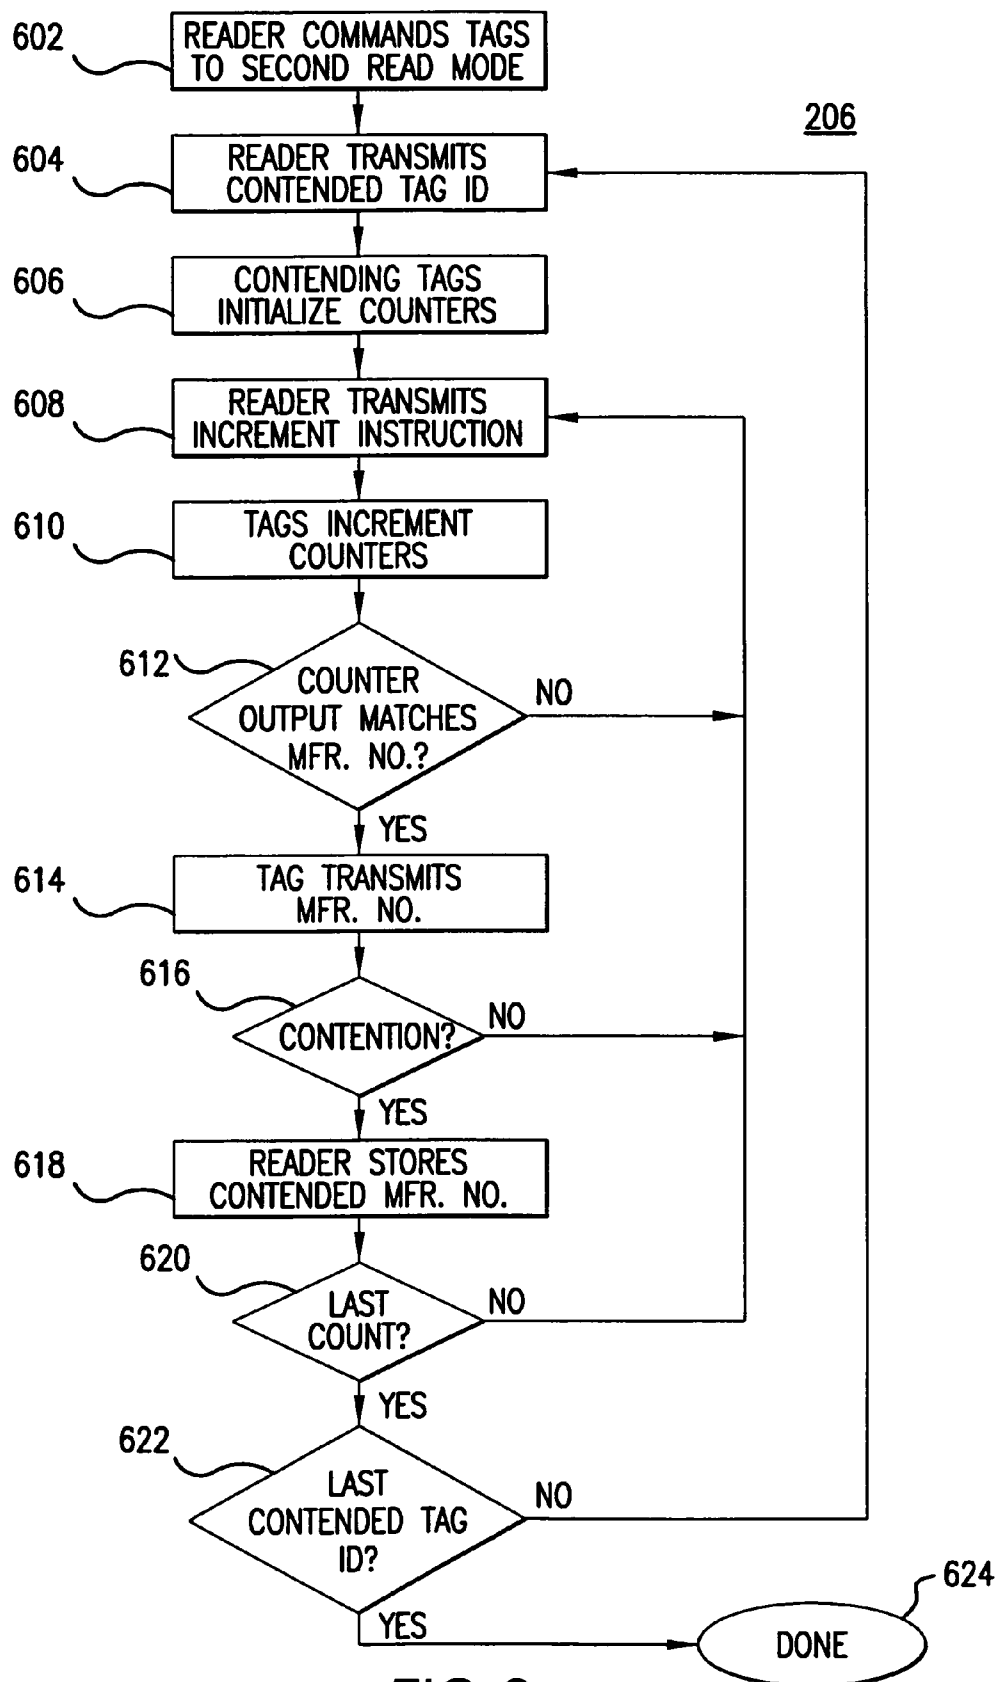 602
READER COMMANDS TAGS
TO SECOND READ MODE
206
604
READER TRANSMITS
CONTENDED TAG ID
606
CONTENDING TAGS
INITIALIZE COUNTERS
608
READER TRANSMITS
INCREMENT INSTRUCTION
610
TAGS INCREMENT
COUNTERS
612
COUNTER
OUTPUT MATCHES
MFR. NO.?
NO
YES
614
TAG TRANSMITS
MFR. NO.
616
CONTENTION?
NO
YES
618
READER STORES
CONTENDED MFR. NO.
620
LAST
COUNT?
NO
YES
622
LAST
CONTENDED TAG
ID?
NO
YES
624
DONE